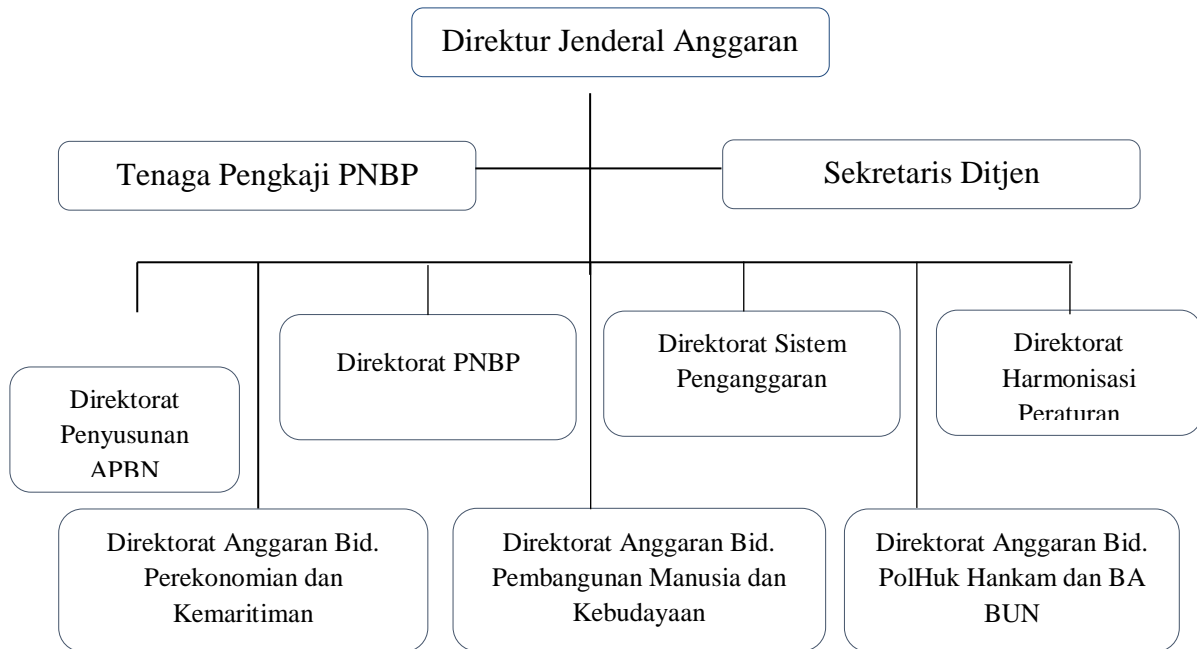 Direktur Jenderal Anggaran
Tenaga Pengkaji PNBP
Sekretaris Ditjen
Direktorat
Penyusunan
APBN
Direktorat PNBP
Direktorat Sistem
Penganggaran
Direktorat
Harmonisasi
Peraturan
Direktorat Anggaran Bid.
Perekonomian dan
Kemaritiman
Direktorat Anggaran Bid.
Pembangunan Manusia dan
Kebudayaan
Direktorat Anggaran Bid.
PolHuk Hankam dan BA
BUN